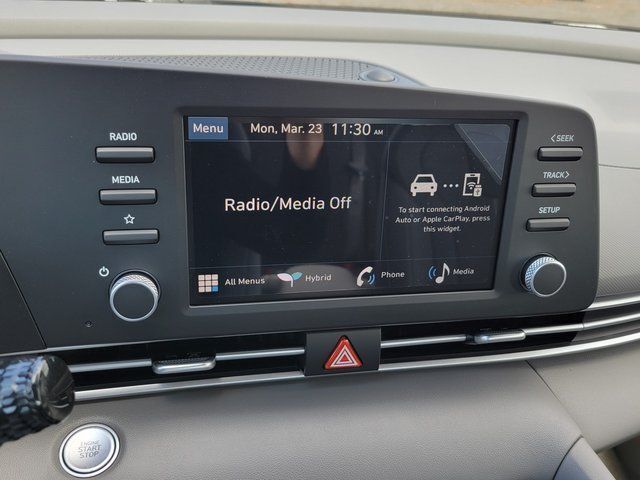 RADIO
MEDIA
Menu
Mon, Mar. 23 11:30 AM
Radio/Media Off
To start connecting Android
Auto or Apple CarPlay, press
this widget.
All Menus
Hybrid
Phone
Media
< SEEK
TRACK >
SETUP
ENGINE
START
STOP